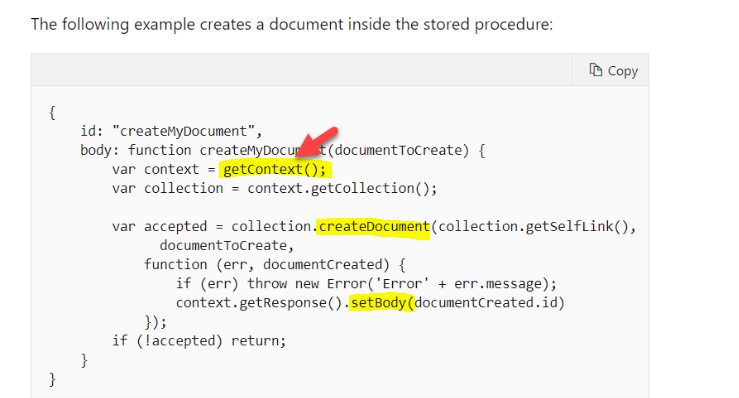 The following example creates a document inside the stored procedure:
Copy
{
id: "createMyDocument",
body: function (documentToCreate) {
var context = getContext();
var collection = context.getCollection();
var accepted = collection.createDocument(collection.getSelfLink(),
documentToCreate,
function (err, documentCreated) {
if (err) throw new Error('Error' + err.message);
context.getResponse().setBody(documentCreated.id)
});
if (!accepted) return;
}
}